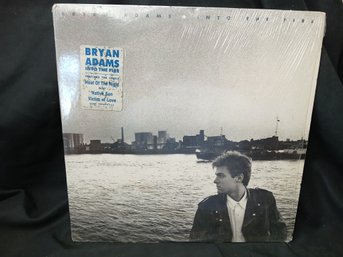 BRYAN ADAMS • INTO THE FIRE
BRYAN
ADAMS
INTO THE FIRE
Heat Of The Night
Native Son
Victim of Love